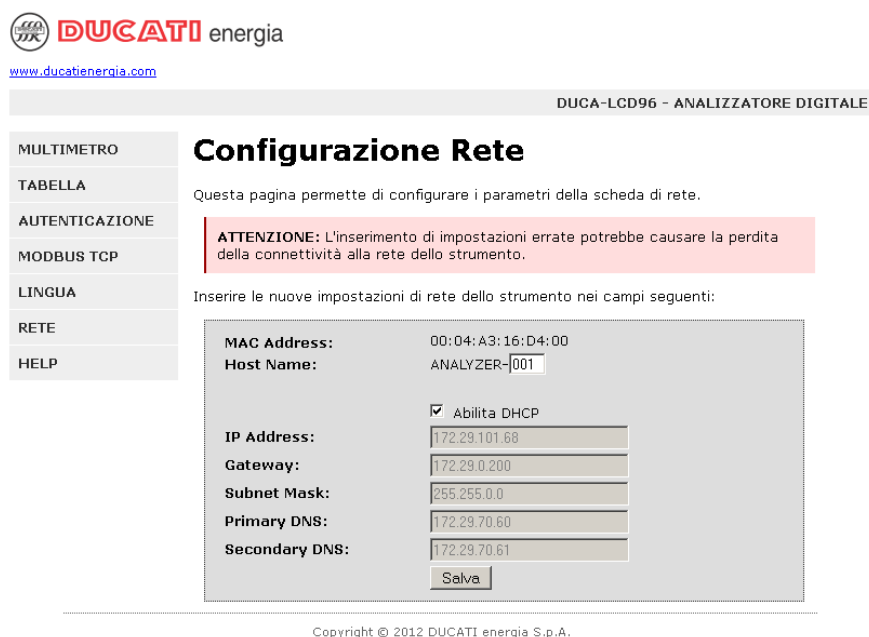 DUCATI energia
www.ducatienergia.com
DUCA-LCD96 - ANALIZZATORE DIGITALE
MULTIMETRO
TABELLA
AUTENTICAZIONE
MODBUS TCP
LINGUA
RETE
HELP
Configurazione Rete
Questa pagina permette di configurare i parametri della scheda di rete.
ATTENZIONE: L'inserimento di impostazioni errate potrebbe causare la perdita
della connettività alla rete dello strumento.
Inserire le nuove impostazioni di rete dello strumento nei campi seguenti:
MAC Address: 00:04:A3:16:D4:00
Host Name: ANALYZER-001
Abilita DHCP
IP Address: 172.29.101.68
Gateway: 172.29.0.200
Subnet Mask: 255.255.0.0
Primary DNS: 172.29.70.60
Secondary DNS: 172.29.70.61
Salva
Copyright © 2012 DUCATI energia S.p.A.